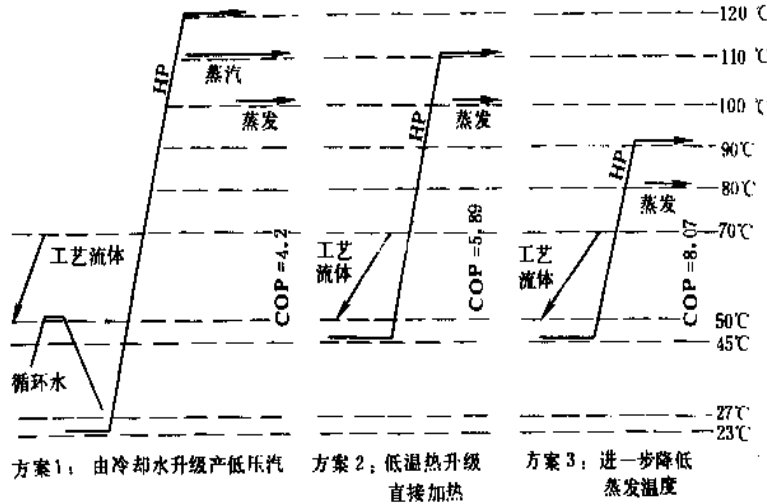 120 ℃
110 ℃
100 ℃
90℃
80℃
70℃
50℃
45℃
27℃
23℃
HP
蒸汽
蒸发
工艺流体
循环水
COP=4.2
方案1： 由冷却水升级产低压汽
HP
蒸发
工艺
流体
COP=5.89
方案2：低温热升级
直接加热
HP
蒸发
工艺
流体
COP=8.07
方案3：进一步降低
蒸发温度